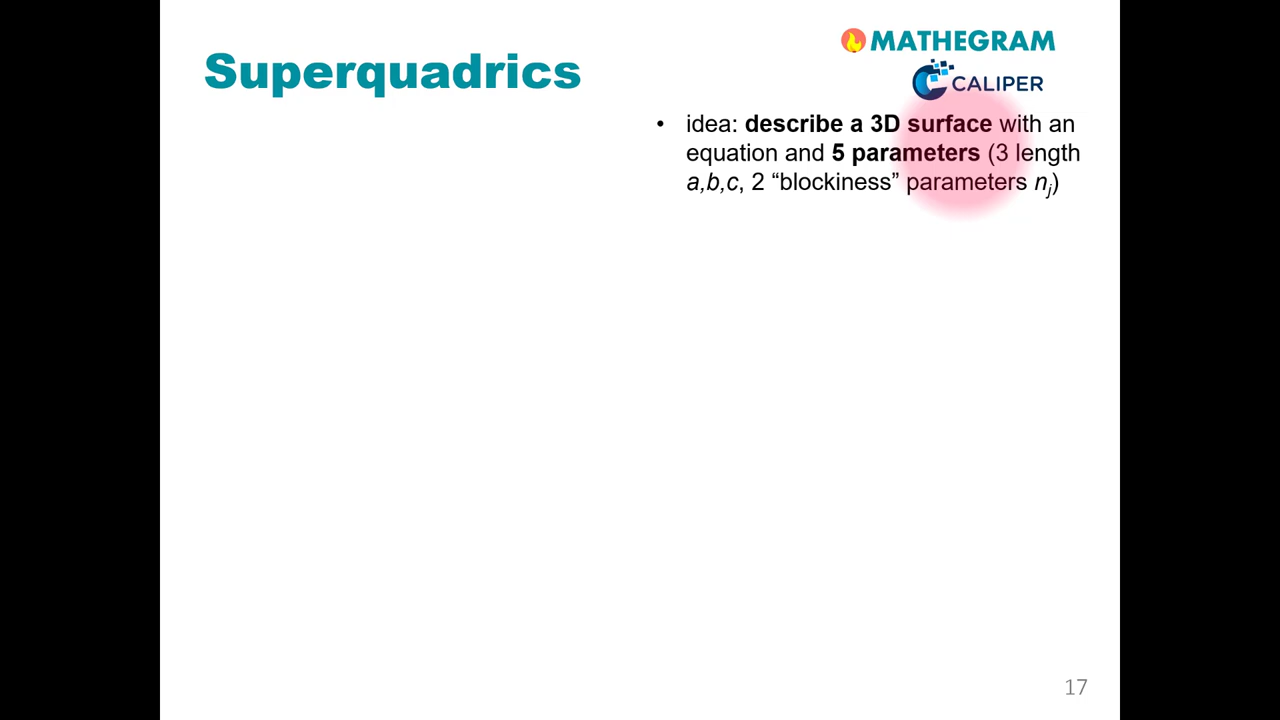 Superquadrics
MATHEGRAM
CALIPER
• idea: describe a 3D surface with an
equation and 5 parameters (3 length
a,b,c, 2 “blockiness” parameters nj)
17